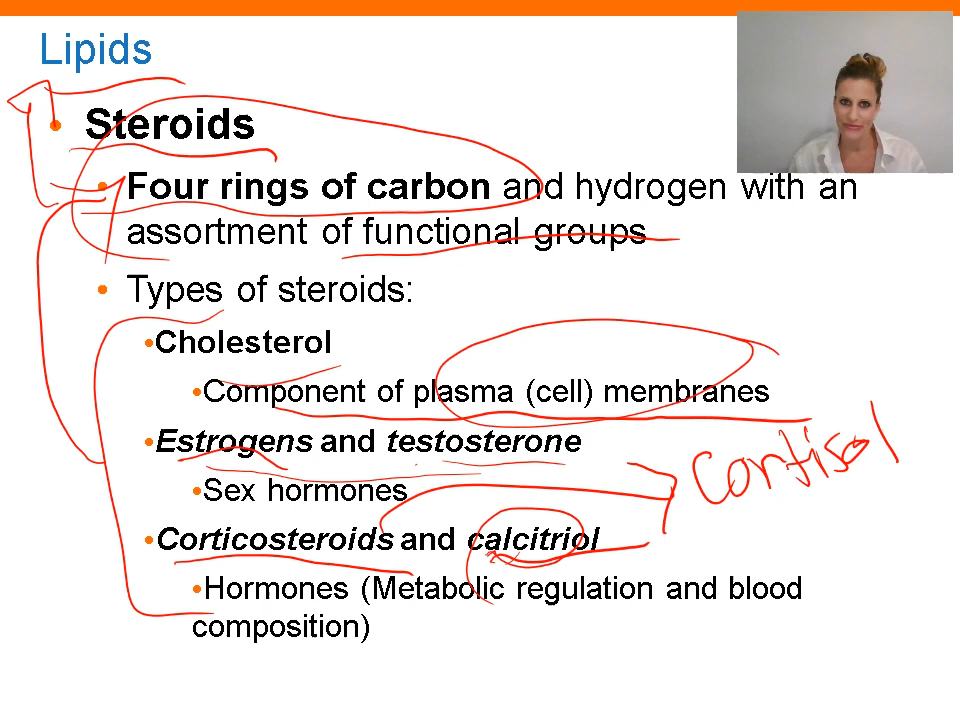 Lipids
• Steroids
• Four rings of carbon and hydrogen with an
assortment of functional groups
• Types of steroids:
•Cholesterol
•Component of plasma (cell) membranes
•Estrogens and testosterone
•Sex hormones
Cortisol
•Corticosteroids and calcitriol
•Hormones (Metabolic regulation and blood
composition)